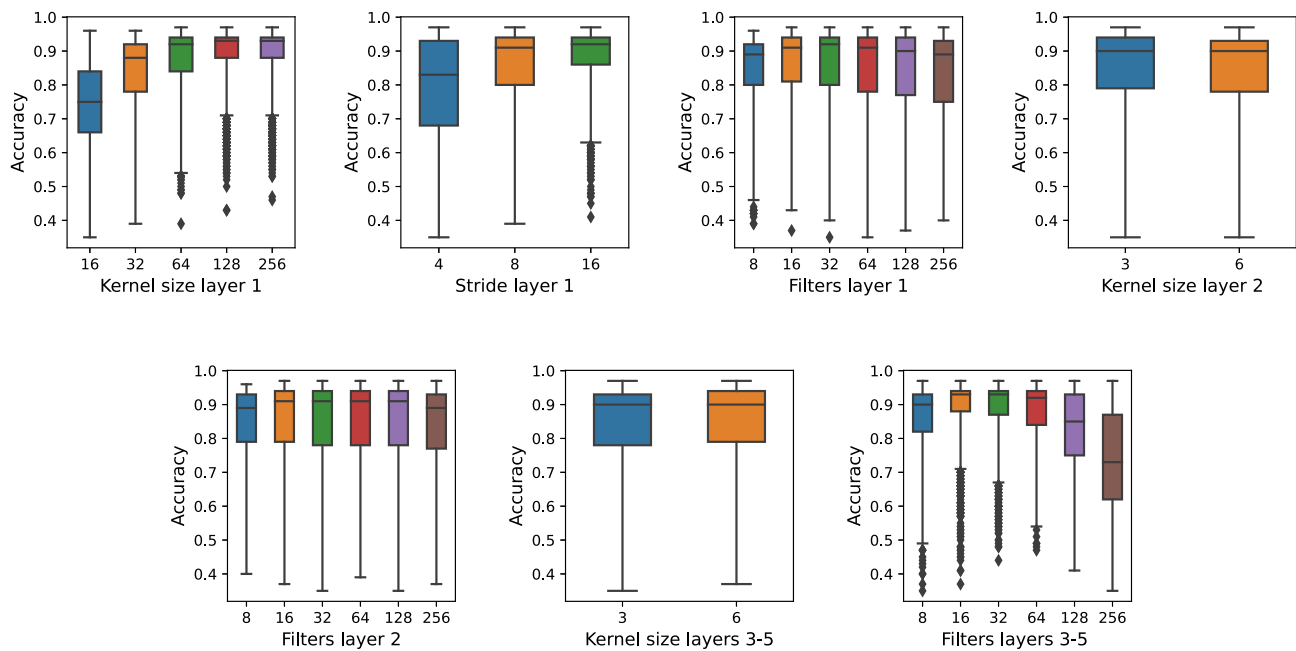 1.0 1.0 1.0 1.0
0.9 0.9 0.9 0.9
0.8 0.8 0.8 0.8
0.7 0.7 0.7 0.7
0.6 0.6 0.6 0.6
0.5 0.5 0.5 0.5
0.4 0.4 0.4 0.4
Accuracy Accuracy Accuracy Accuracy
16 32 64 128 256 4 8 16 8 16 32 64 128 256 3 6
Kernel size layer 1 Stride layer 1 Filters layer 1 Kernel size layer 2
1.0 1.0 1.0
0.9 0.9 0.9
0.8 0.8 0.8
0.7 0.7 0.7
0.6 0.6 0.6
0.5 0.5 0.5
0.4 0.4 0.4
Accuracy Accuracy Accuracy
8 16 32 64 128 256 3 6 8 16 32 64 128 256
Filters layer 2 Kernel size layers 3-5 Filters layers 3-5